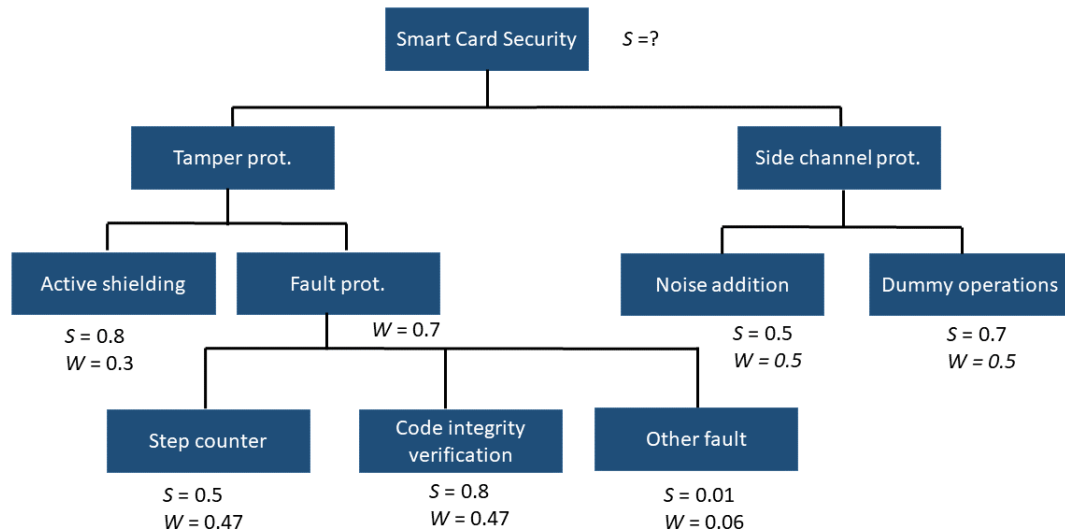 Smart Card Security
S =?
Tamper prot.
Side channel prot.
Active shielding
Fault prot.
Noise addition
Dummy operations
S = 0.8
W = 0.3
W = 0.7
S = 0.5
W = 0.5
S = 0.7
W = 0.5
Step counter
Code integrity
verification
Other fault
S = 0.5
W = 0.47
S = 0.8
W = 0.47
S = 0.01
W = 0.06